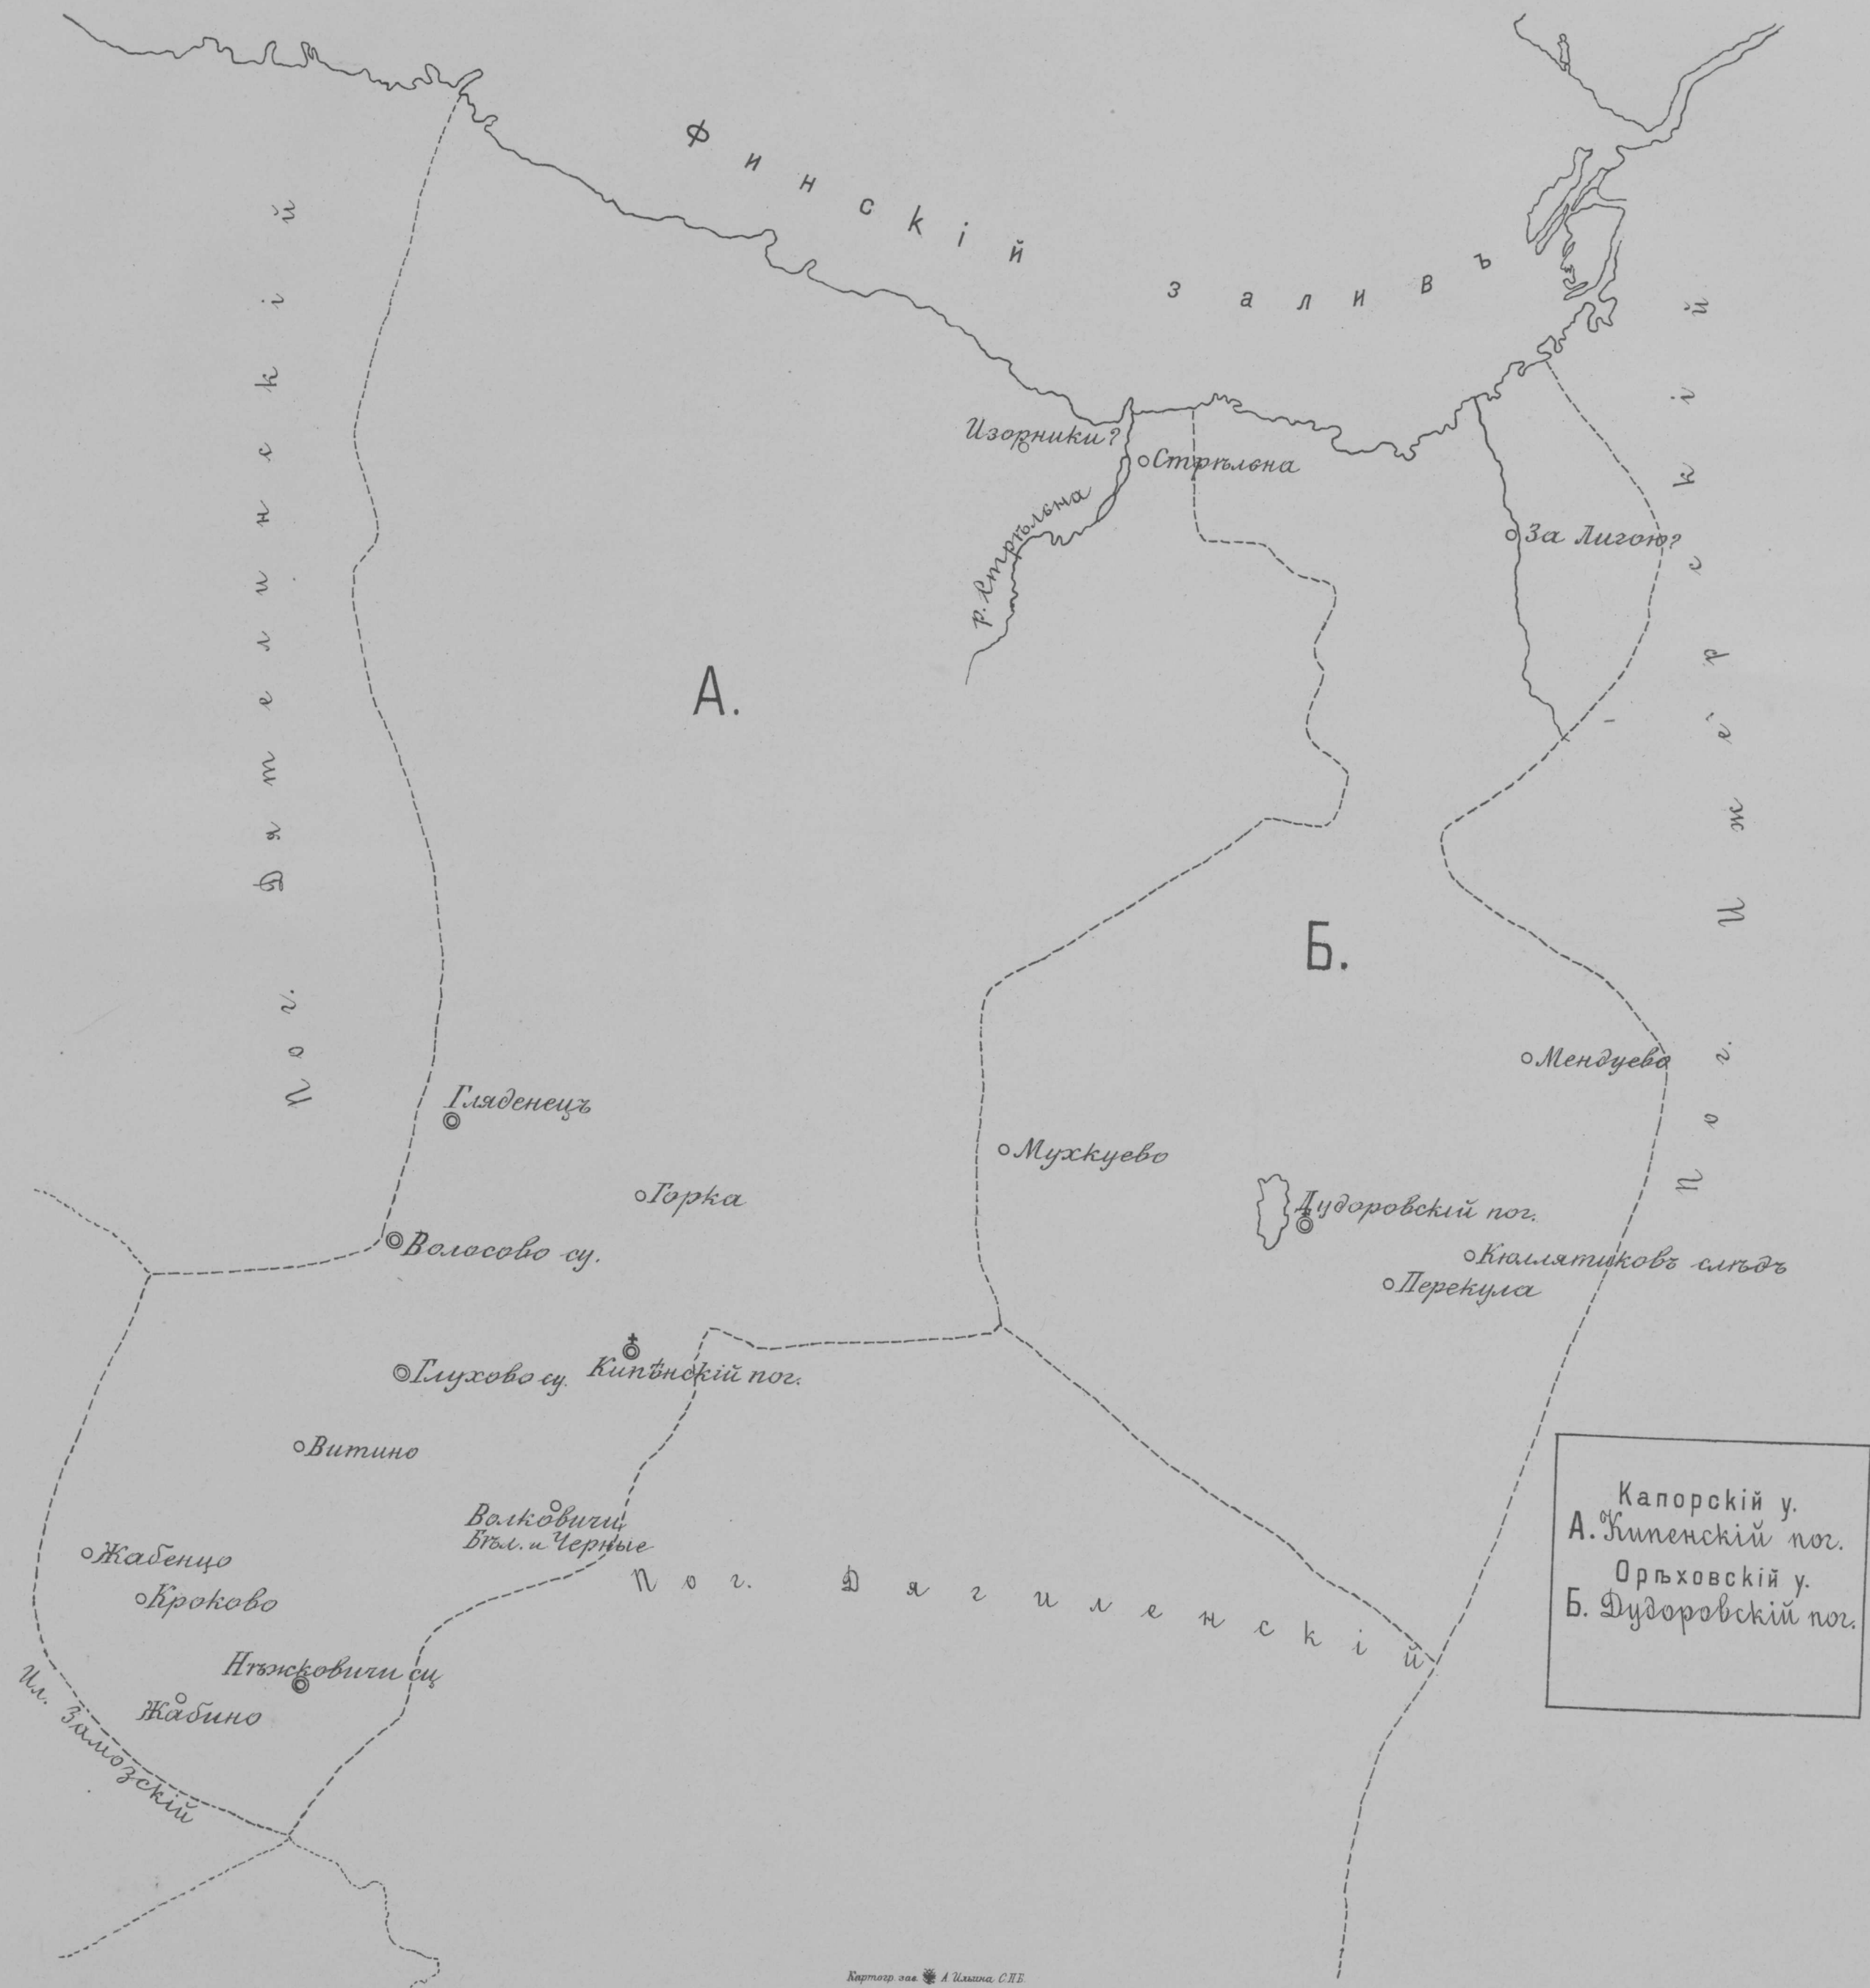 Финскій заливъ
Пог. Дятелинскій
Пог. Ижерскій
Изорники?
Стрѣльна
р. Стрѣльна
За Лигою?
А.
Б.
Мендуево
Гляденецъ
Мухкуево
Горка
Дудоровскій пог.
Волосово су.
Кюллятиковъ слѣдъ
Перекула
Глухово су.
Кипѣнскій пог.
Витино
Волковичи
Бѣл. и Черные
Жабенцо
Кроково
Пог. Дягиленскій
Нѣжковичи сц
Жабино
Ил. Замозскій
Капорскій у.
А. Кипенскій пог.
Орѣховскій у.
Б. Дудоровскій пог.
Картогр. зав. А. Ильина С.П.Б.